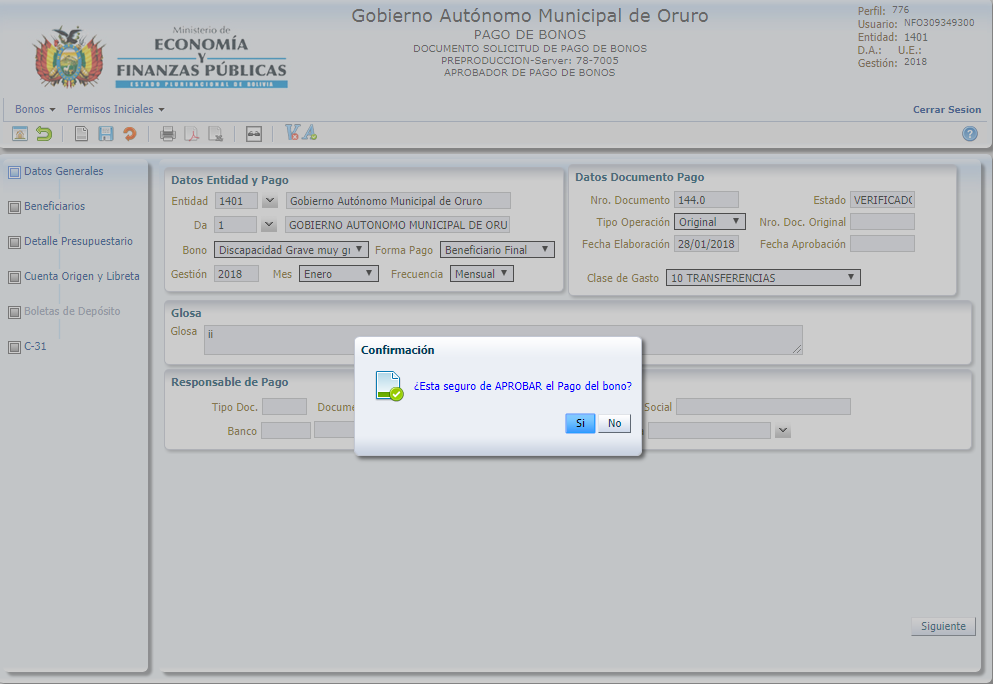 Ministerio de
ECONOMÍA
Y
FINANZAS PÚBLICAS
ESTADO PLURINACIONAL DE BOLIVIA
Gobierno Autónomo Municipal de Oruro
PAGO DE BONOS
DOCUMENTO SOLICITUD DE PAGO DE BONOS
PREPRODUCCION-Server: 78-7005
APROBADOR DE PAGO DE BONOS
Perfil: 776
Usuario: NFO309349300
Entidad: 1401
D.A.: U.E.:
Gestión: 2018
Bonos Permisos Iniciales Cerrar Sesion
Datos Generales
Beneficiarios
Detalle Presupuestario
Cuenta Origen y Libreta
Boletas de Depósito
C-31
Datos Entidad y Pago
Entidad 1401 Gobierno Autónomo Municipal de Oruro
Da 1 GOBIERNO AUTONOMO MUNICIPAL DE ORU
Bono Discapacidad Grave muy gr Forma Pago Beneficiario Final
Gestión 2018 Mes Enero Frecuencia Mensual
Datos Documento Pago
Nro. Documento 144.0 Estado VERIFICADO
Tipo Operación Original Nro. Doc. Original
Fecha Elaboración 28/01/2018 Fecha Aprobación
Clase de Gasto 10 TRANSFERENCIAS
Glosa
Glosa ii
Responsable de Pago
Tipo Doc. Docume Social
Banco
Confirmación
¿Esta seguro de APROBAR el Pago del bono?
Si No
Siguiente